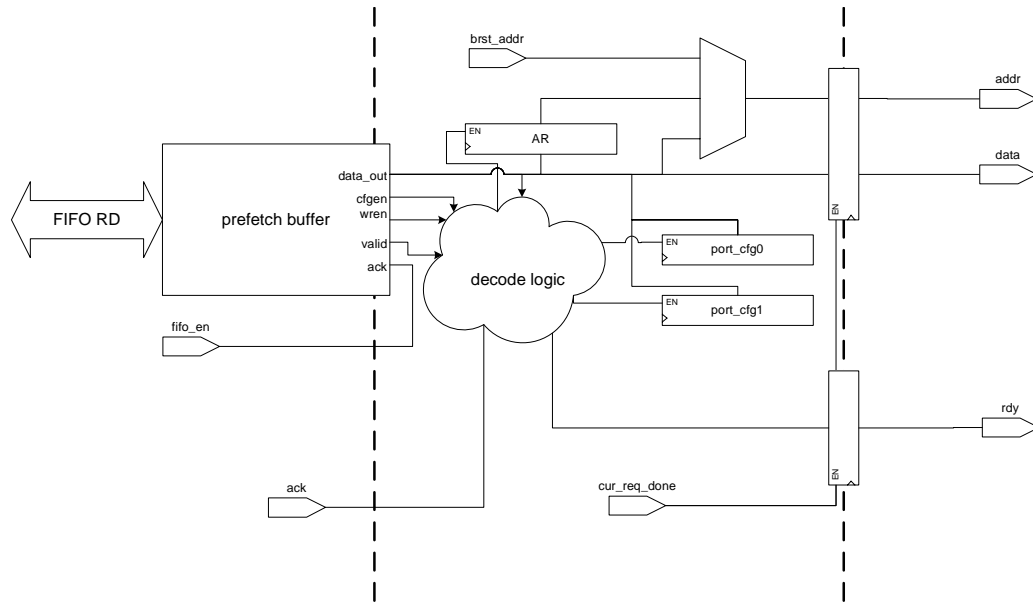 brst_addr
addr
EN
AR
data_out
data
cfgen
prefetch buffer
wren
FIFO RD
EN
valid
EN
port_cfg0
ack
decode logic
EN
port_cfg1
fifo_en
rdy
cur_req_done
EN
ack